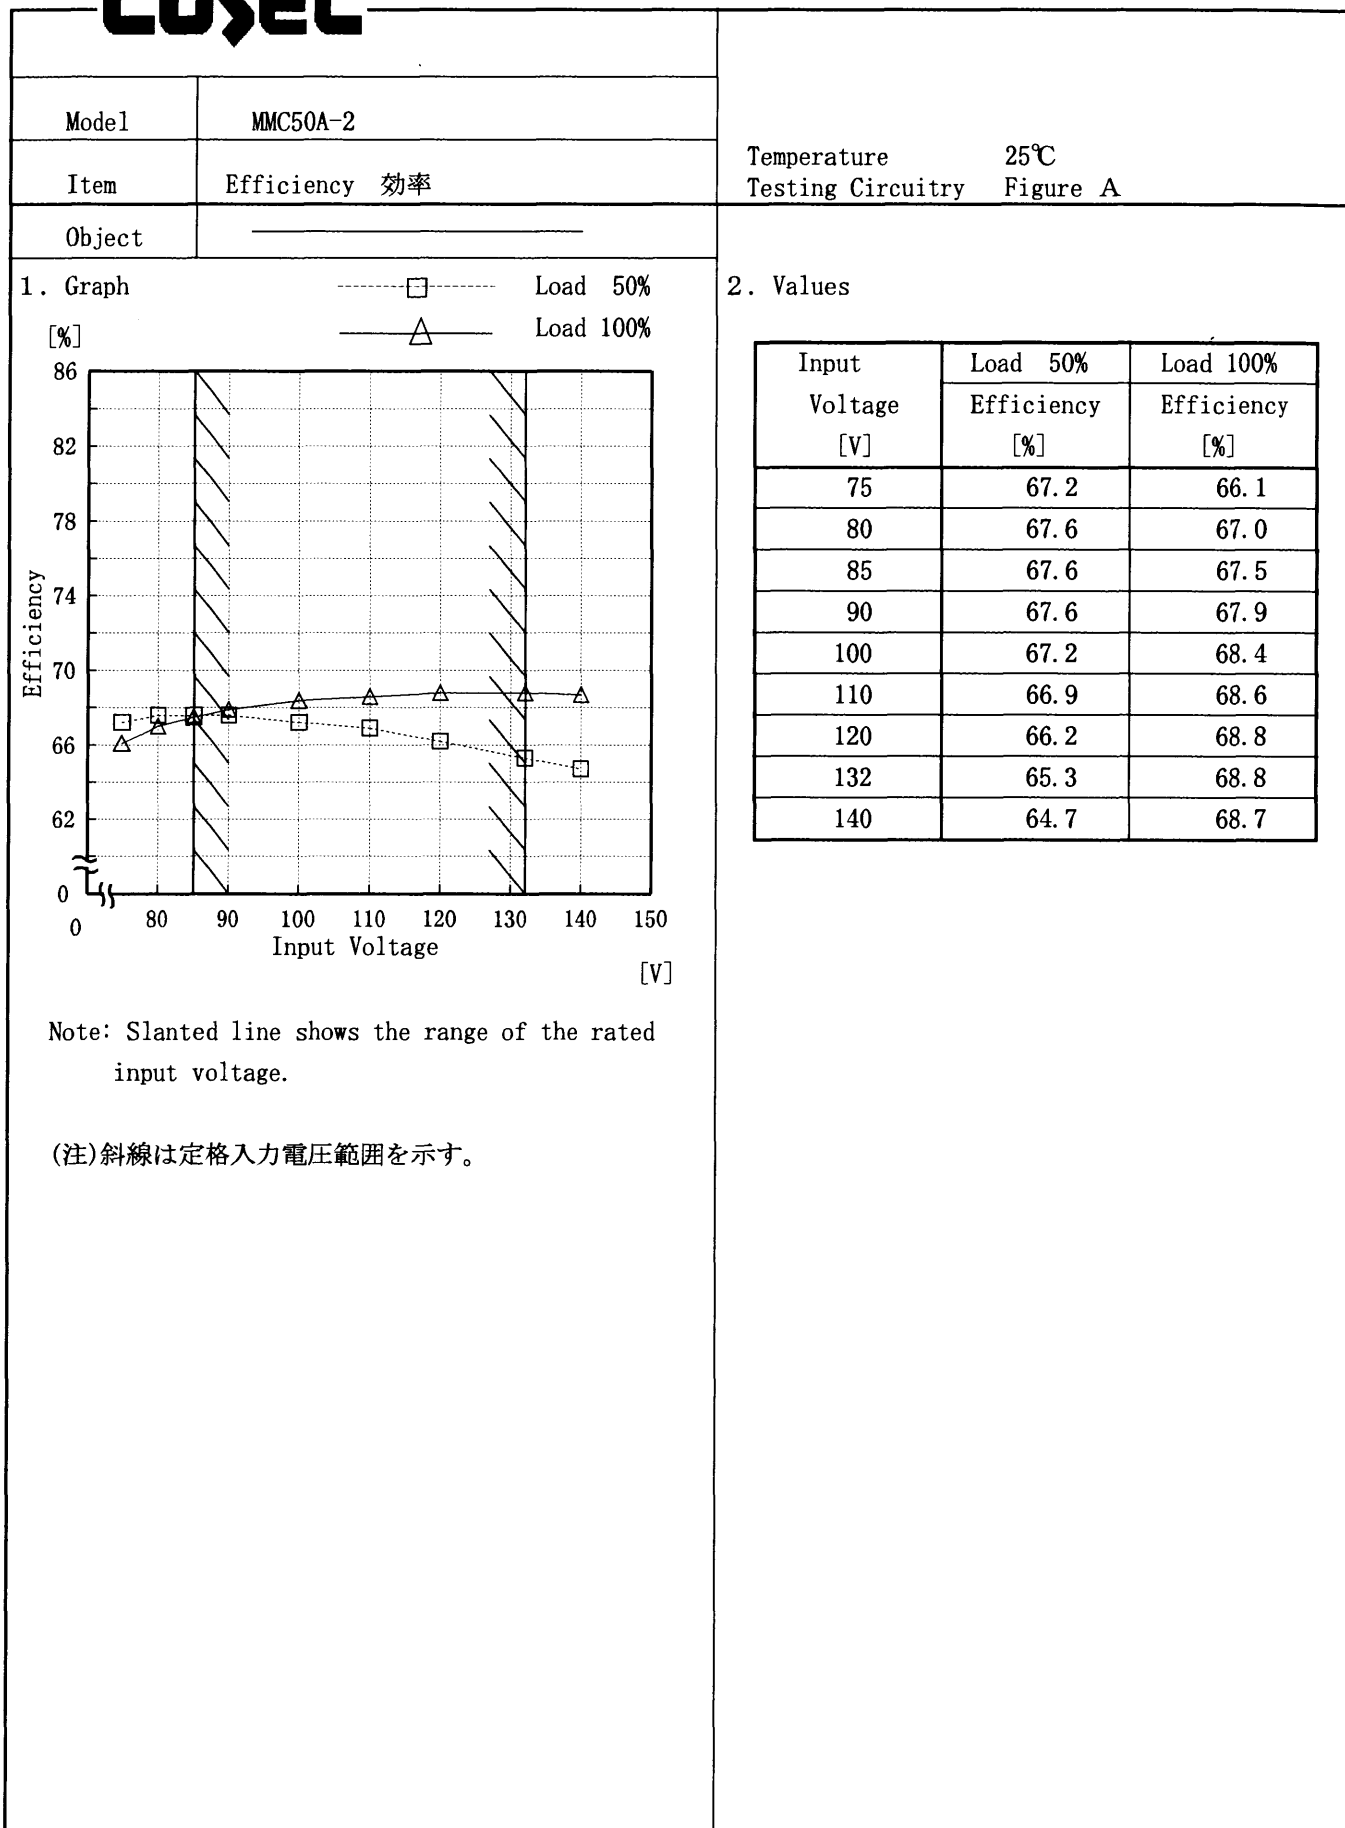 COSEL
Model MMC50A-2
Item Efficiency 効率
Temperature 25℃
Testing Circuitry Figure A
Object
1. Graph
Load 50%
Load 100%
[%]
86
82
78
74
70
66
62
0
Efficiency
0 80 90 100 110 120 130 140 150
Input Voltage
[V]
Note: Slanted line shows the range of the rated
input voltage.
(注)斜線は定格入力電圧範囲を示す。
2. Values
Input Load 50% Load 100%
Voltage Efficiency Efficiency
[V] [%] [%]
75 67.2 66.1
80 67.6 67.0
85 67.6 67.5
90 67.6 67.9
100 67.2 68.4
110 66.9 68.6
120 66.2 68.8
132 65.3 68.8
140 64.7 68.7